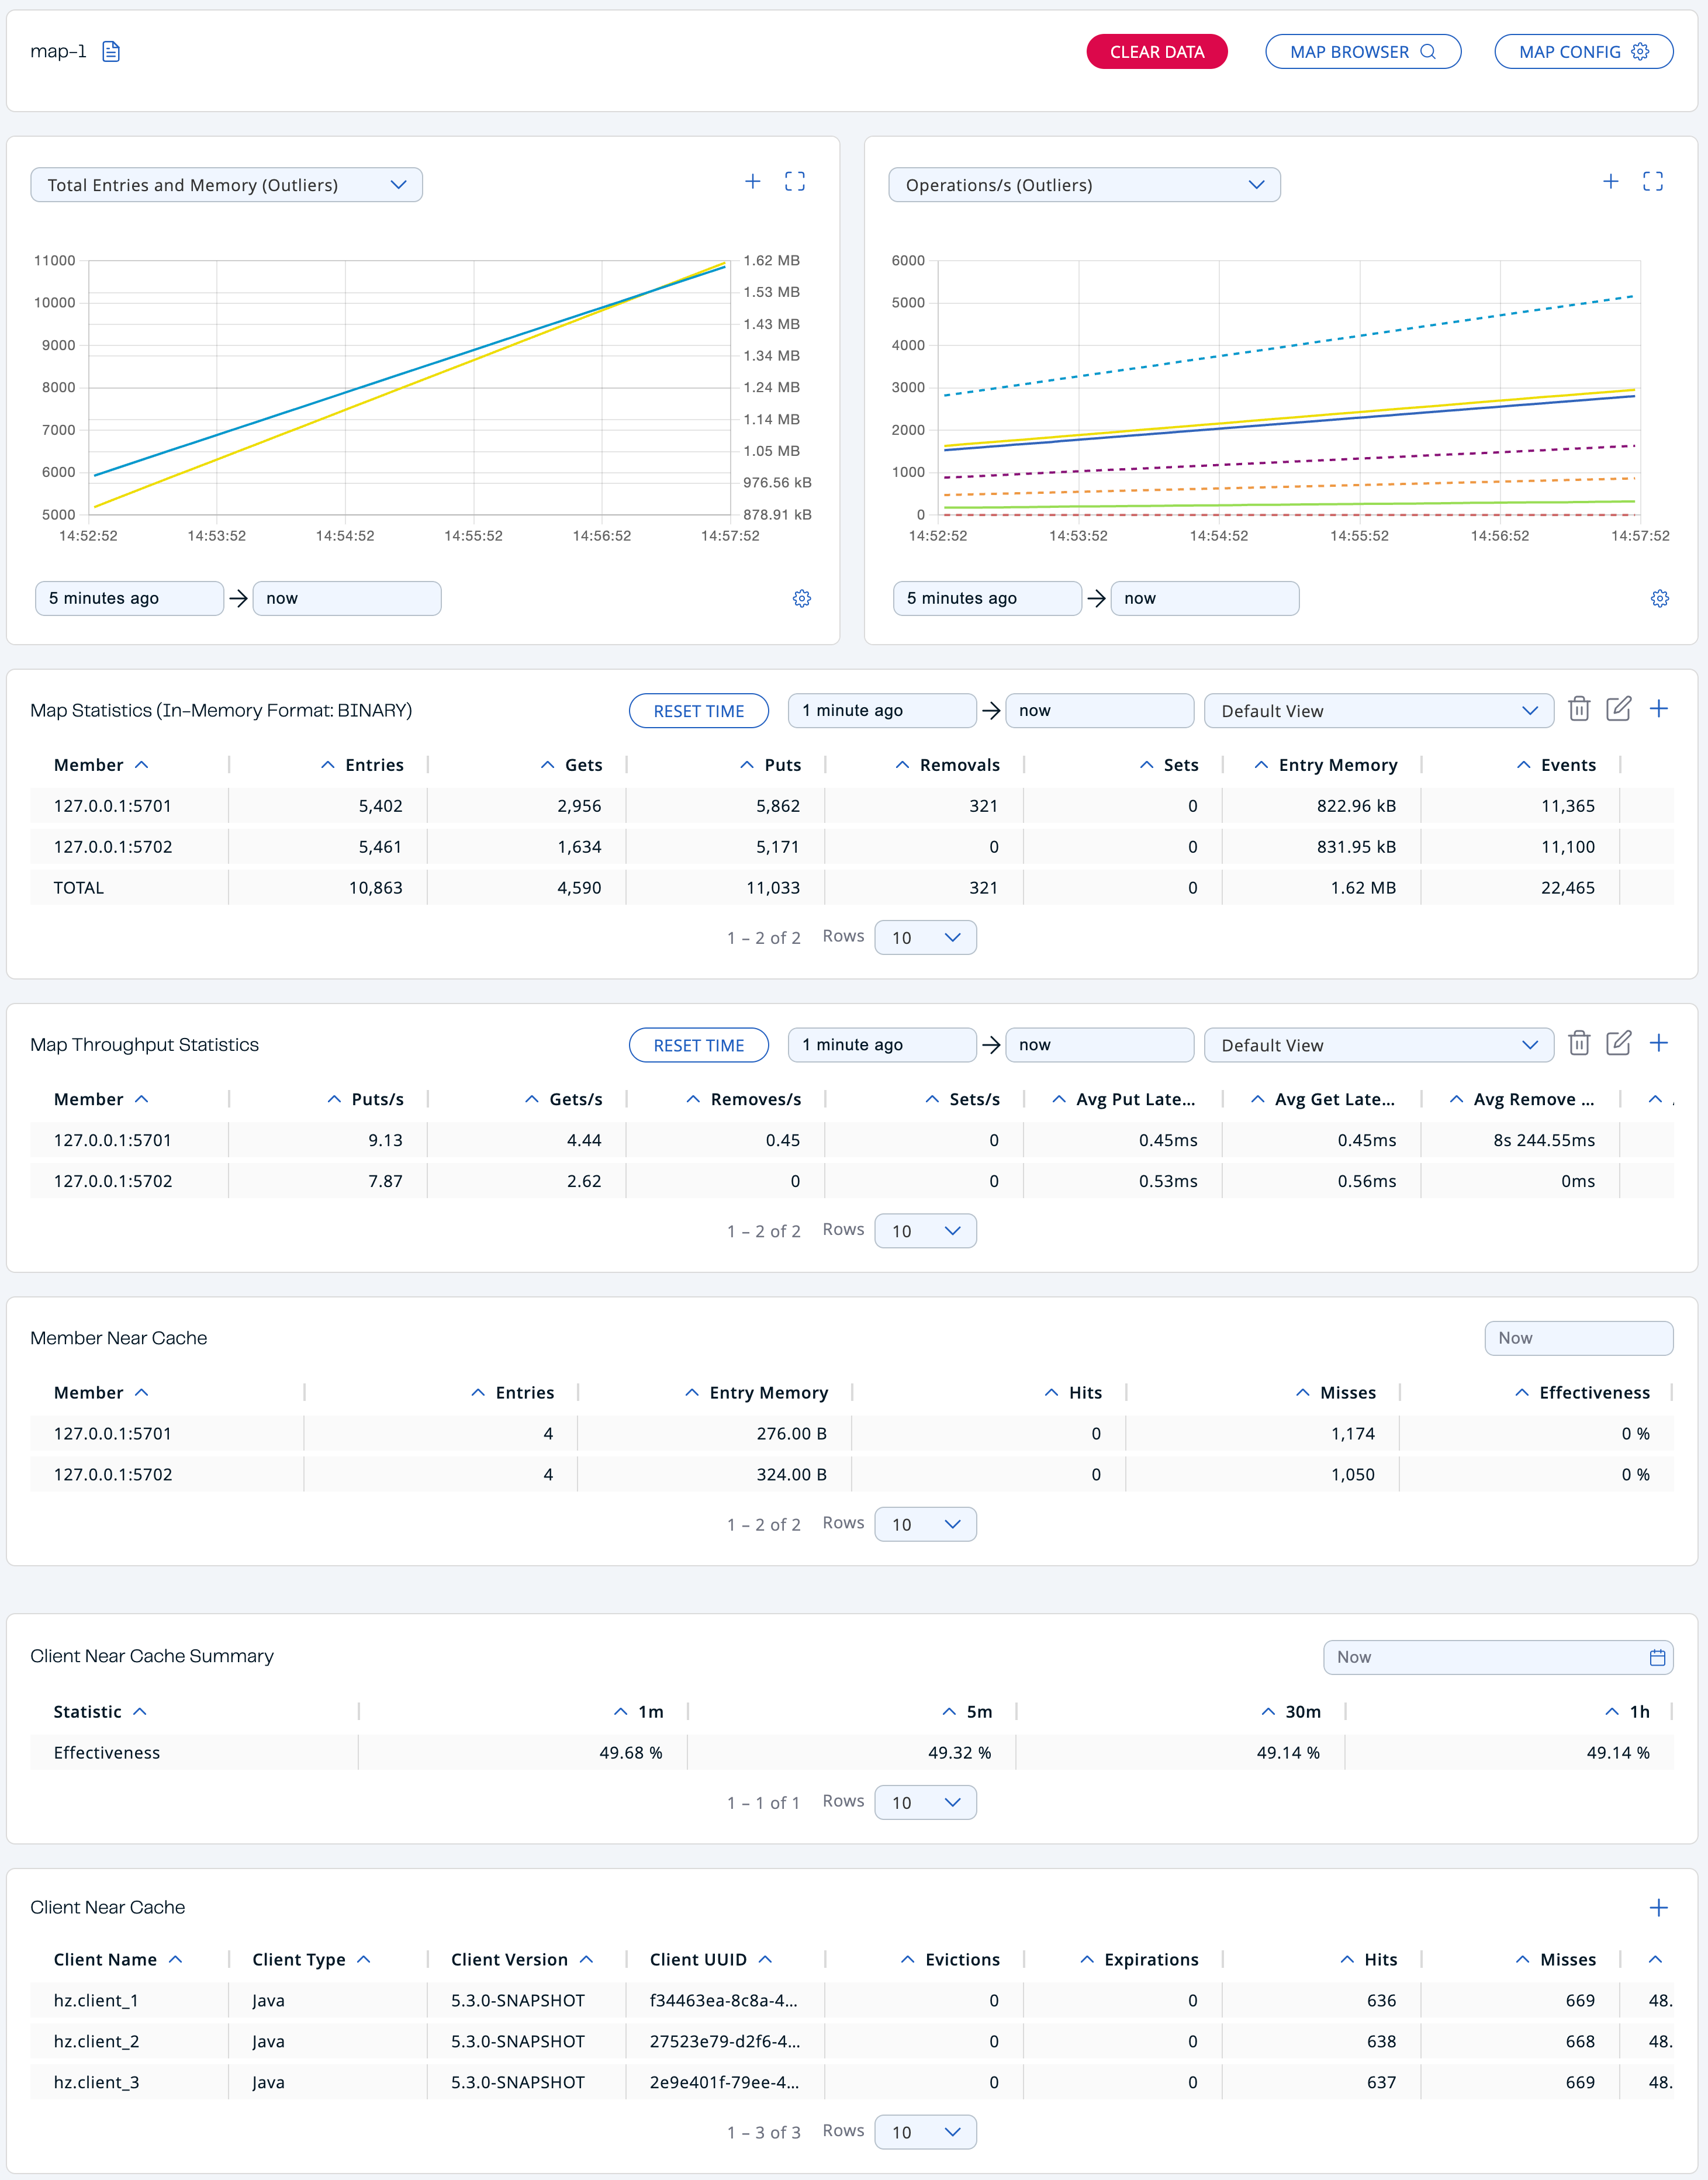 map-1
CLEAR DATA
MAP BROWSER
MAP CONFIG
Total Entries and Memory (Outliers)
11000
10000
9000
8000
7000
6000
5000
1.62 MB
1.53 MB
1.43 MB
1.34 MB
1.24 MB
1.14 MB
1.05 MB
976.56 kB
878.91 kB
14:52:52 14:53:52 14:54:52 14:55:52 14:56:52 14:57:52
5 minutes ago → now
Operations/s (Outliers)
6000
5000
4000
3000
2000
1000
0
14:52:52 14:53:52 14:54:52 14:55:52 14:56:52 14:57:52
5 minutes ago → now
Map Statistics (In-Memory Format: BINARY)
RESET TIME 1 minute ago → now Default View
Member Entries Gets Puts Removals Sets Entry Memory Events
127.0.0.1:5701 5,402 2,956 5,862 321 0 822.96 kB 11,365
127.0.0.1:5702 5,461 1,634 5,171 0 0 831.95 kB 11,100
TOTAL 10,863 4,590 11,033 321 0 1.62 MB 22,465
1 – 2 of 2 Rows 10
Map Throughput Statistics
RESET TIME 1 minute ago → now Default View
Member Puts/s Gets/s Removes/s Sets/s Avg Put Late... Avg Get Late... Avg Remove ...
127.0.0.1:5701 9.13 4.44 0.45 0 0.45ms 0.45ms 8s 244.55ms
127.0.0.1:5702 7.87 2.62 0 0 0.53ms 0.56ms 0ms
1 – 2 of 2 Rows 10
Member Near Cache
Now
Member Entries Entry Memory Hits Misses Effectiveness
127.0.0.1:5701 4 276.00 B 0 1,174 0 %
127.0.0.1:5702 4 324.00 B 0 1,050 0 %
1 – 2 of 2 Rows 10
Client Near Cache Summary
Now
Statistic 1m 5m 30m 1h
Effectiveness 49.68 % 49.32 % 49.14 % 49.14 %
1 – 1 of 1 Rows 10
Client Near Cache
Client Name Client Type Client Version Client UUID Evictions Expirations Hits Misses
hz.client_1 Java 5.3.0-SNAPSHOT f34463ea-8c8a-4... 0 0 636 669 48.
hz.client_2 Java 5.3.0-SNAPSHOT 27523e79-d2f6-4... 0 0 638 668 48.
hz.client_3 Java 5.3.0-SNAPSHOT 2e9e401f-79ee-4... 0 0 637 669 48.
1 – 3 of 3 Rows 10